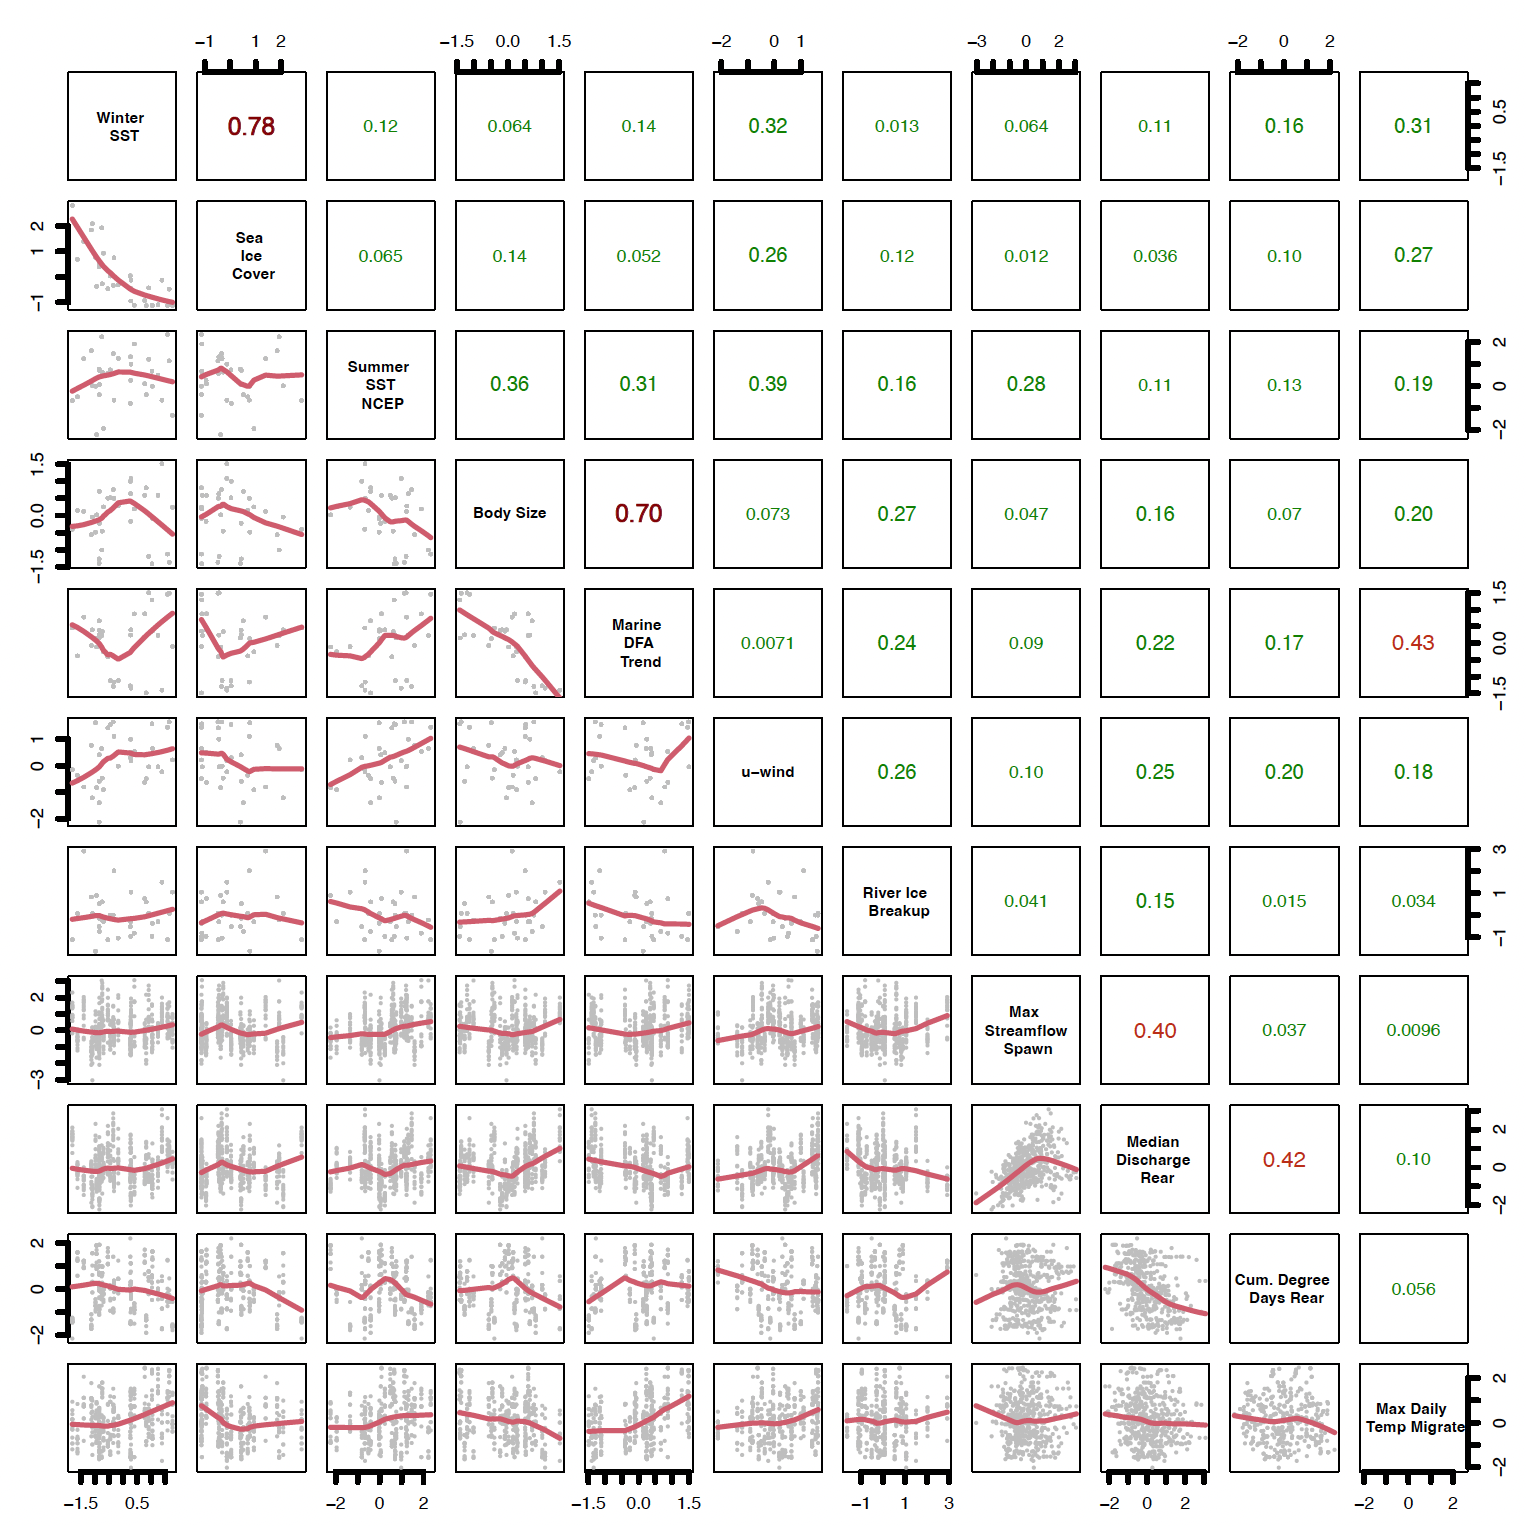 −1 1 2 −1.5 0.0 1.5 −2 0 1 −3 0 2 −2 0 2
Winter
SST
0.78 0.12 0.064 0.14 0.32 0.013 0.064 0.11 0.16 0.31
−1.5 0.5
−1 1 2
Sea
Ice
Cover
0.065 0.14 0.052 0.26 0.12 0.012 0.036 0.10 0.27
Summer
SST
NCEP
0.36 0.31 0.39 0.16 0.28 0.11 0.13 0.19
−2 0 2
−1.5 0.0 1.5
Body Size
0.70 0.073 0.27 0.047 0.16 0.07 0.20
Marine
DFA
Trend
0.0071 0.24 0.09 0.22 0.17 0.43
−1.5 0.0 1.5
−2 0 1
u−wind
0.26 0.10 0.25 0.20 0.18
River Ice
Breakup
0.041 0.15 0.015 0.034
−1 1 3
−3 0 2
Max
Streamflow
Spawn
0.40 0.037 0.0096
Median
Discharge
Rear
0.42 0.10
−2 0 2
−2 0 2
Cum. Degree
Days Rear
0.056
Max Daily
Temp Migrate
−2 0 2
−1.5 0.5 −2 0 2 −1.5 0.0 1.5 −1 1 3 −2 0 2 −2 0 2